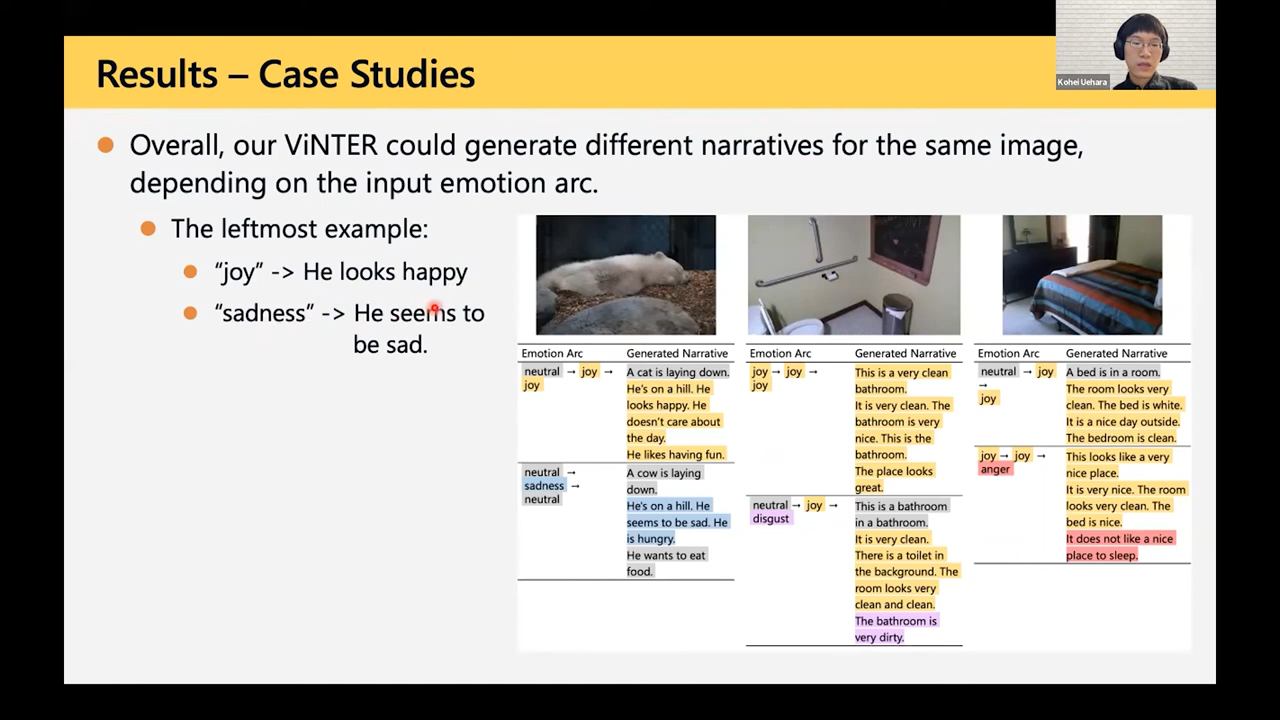 Results – Case Studies
Kohei Uehara
Overall, our ViNTER could generate different narratives for the same image,
depending on the input emotion arc.
The leftmost example:
“joy” -> He looks happy
“sadness” -> He seems to
be sad.
Emotion Arc Generated Narrative
neutral → joy → A cat is laying down.
joy He's on a hill. He
looks happy. He
doesn't care about
the day.
He likes having fun.
neutral → A cow is laying
sadness → down.
neutral He's on a hill. He
seems to be sad. He
is hungry.
He wants to eat
food.
Emotion Arc Generated Narrative
joy → joy → This is a very clean
joy bathroom.
It is very clean. The
bathroom is very
nice. This is the
bathroom.
The place looks
great.
neutral → joy → This is a bathroom
disgust in a bathroom.
It is very clean.
There is a toilet in
the background. The
room looks very
clean and clean.
The bathroom is
very dirty.
Emotion Arc Generated Narrative
neutral → joy A bed is in a room.
→ The room looks very
joy clean. The bed is white.
It is a nice day outside.
The bedroom is clean.
joy → joy → This looks like a very
anger nice place.
It is very nice. The room
looks very clean. The
bed is nice.
It does not like a nice
place to sleep.